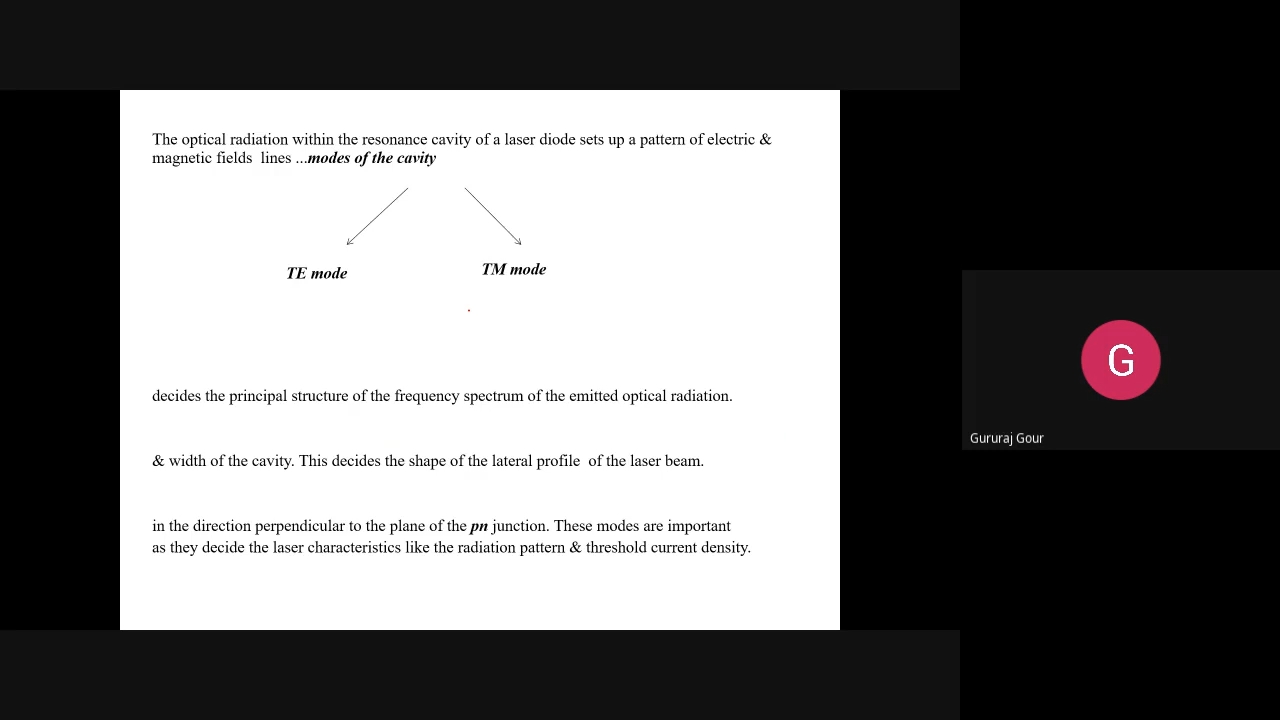 The optical radiation within the resonance cavity of a laser diode sets up a pattern of electric &
magnetic fields lines ...modes of the cavity
TE mode
TM mode
decides the principal structure of the frequency spectrum of the emitted optical radiation.
& width of the cavity. This decides the shape of the lateral profile of the laser beam.
in the direction perpendicular to the plane of the pn junction. These modes are important
as they decide the laser characteristics like the radiation pattern & threshold current density.
G
Gururaj Gour